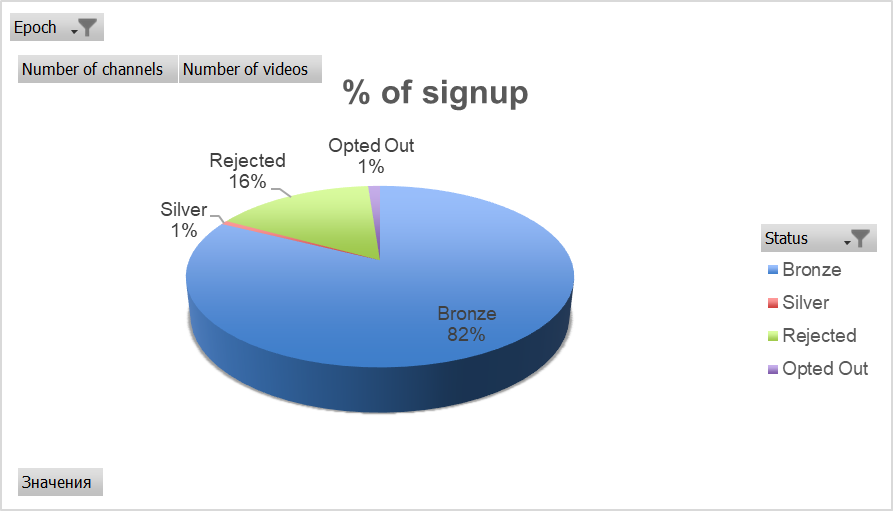 Epoch
Number of channels
Number of videos
% of signup
Opted Out
1%
Rejected
16%
Silver
1%
Bronze
82%
Status
Bronze
Silver
Rejected
Opted Out
Значения